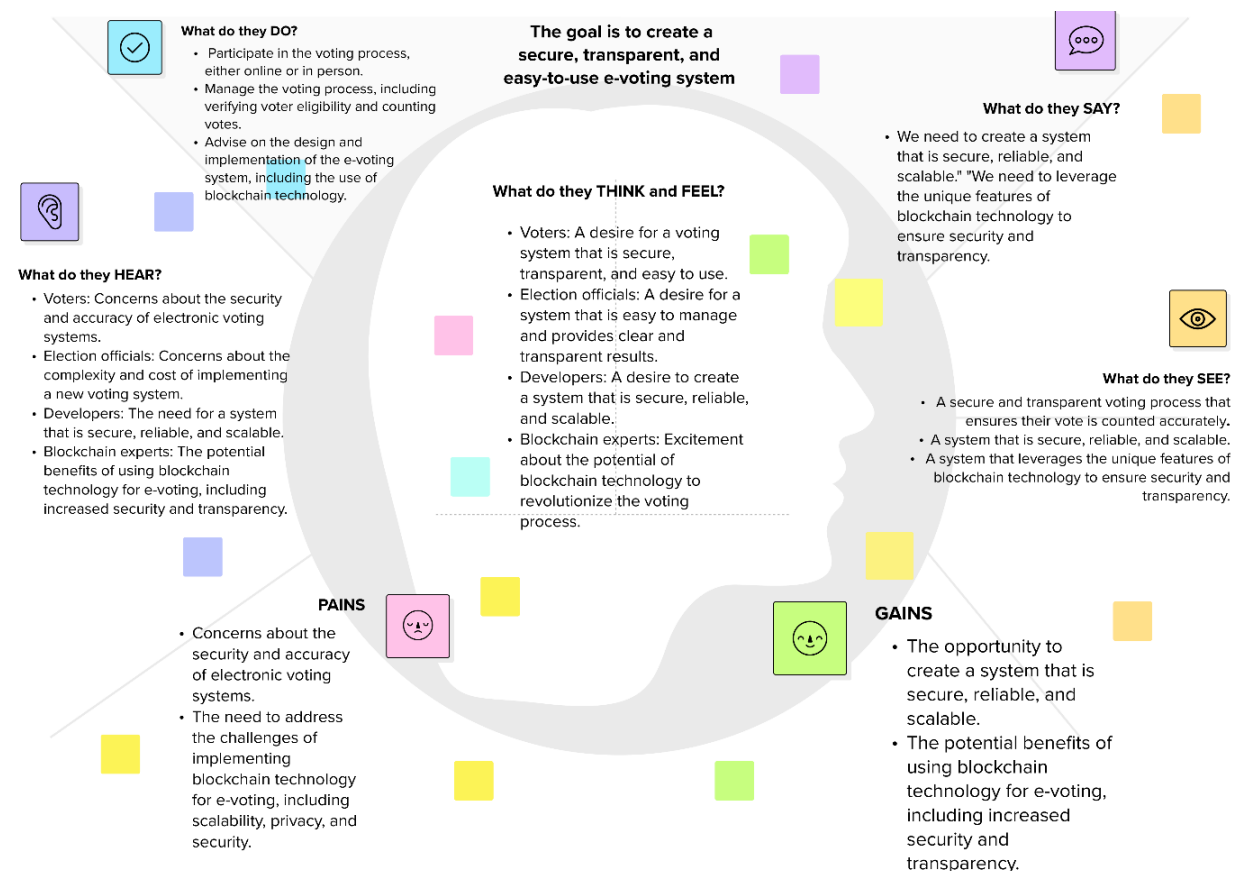 What do they DO?
• Participate in the voting process,
either online or in person.
• Manage the voting process, including
verifying voter eligibility and counting
votes.
• Advise on the design and
implementation of the e-voting
system, including the use of
blockchain technology.
The goal is to create a
secure, transparent, and
easy-to-use e-voting system
What do they SAY?
• We need to create a system
that is secure, reliable, and
scalable." "We need to leverage
the unique features of
blockchain technology to
ensure security and
transparency.
What do they HEAR?
• Voters: Concerns about the security
and accuracy of electronic voting
systems.
• Election officials: Concerns about the
complexity and cost of implementing
a new voting system.
• Developers: The need for a system
that is secure, reliable, and scalable.
• Blockchain experts: The potential
benefits of using blockchain
technology for e-voting, including
increased security and transparency.
What do they THINK and FEEL?
• Voters: A desire for a voting
system that is secure,
transparent, and easy to use.
• Election officials: A desire for a
system that is easy to manage
and provides clear and
transparent results.
• Developers: A desire to create
a system that is secure, reliable,
and scalable.
• Blockchain experts: Excitement
about the potential of
blockchain technology to
revolutionize the voting
process.
What do they SEE?
• A secure and transparent voting process that
ensures their vote is counted accurately.
• A system that is secure, reliable, and scalable.
• A system that leverages the unique features of
blockchain technology to ensure security and
transparency.
PAINS
• Concerns about the
security and accuracy
of electronic voting
systems.
• The need to address
the challenges of
implementing
blockchain technology
for e-voting, including
scalability, privacy, and
security.
GAINS
• The opportunity to
create a system that is
secure, reliable, and
scalable.
• The potential benefits of
using blockchain
technology for e-voting,
including increased
security and
transparency.